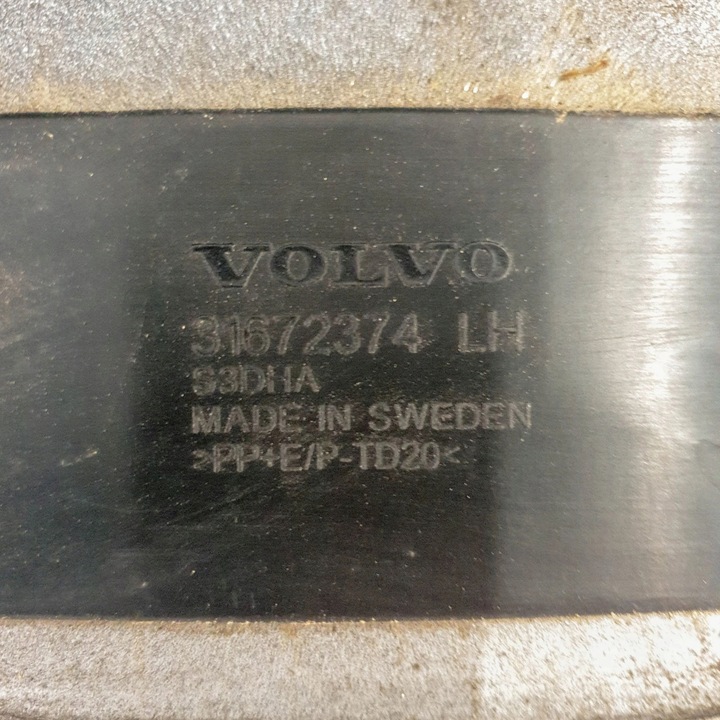 VOLVO
31672374 LH
S3DHA
MADE IN SWEDEN
>PP+E/P-TD20<